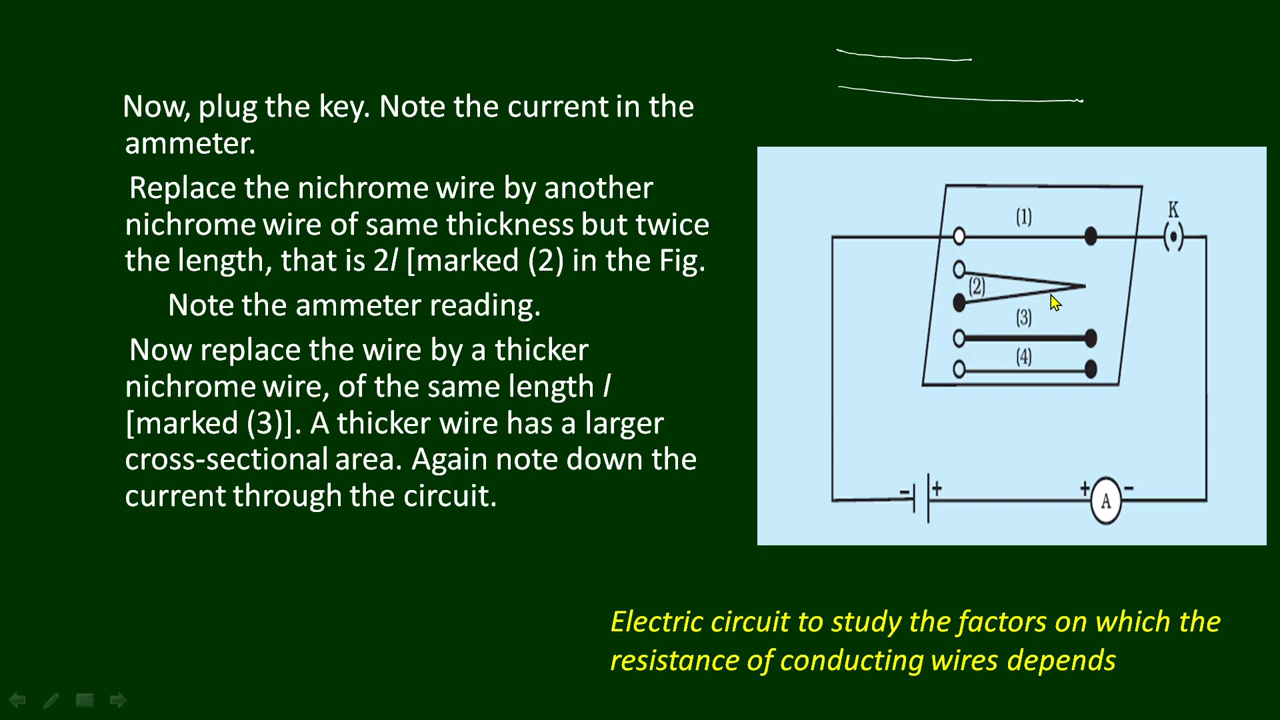 Now, plug the key. Note the current in the
ammeter.
Replace the nichrome wire by another
nichrome wire of same thickness but twice
the length, that is 2l [marked (2) in the Fig.
Note the ammeter reading.
Now replace the wire by a thicker
nichrome wire, of the same length l
[marked (3)]. A thicker wire has a larger
cross-sectional area. Again note down the
current through the circuit.
(1)
K
(2)
(3)
(4)
- +
+ A -
Electric circuit to study the factors on which the
resistance of conducting wires depends